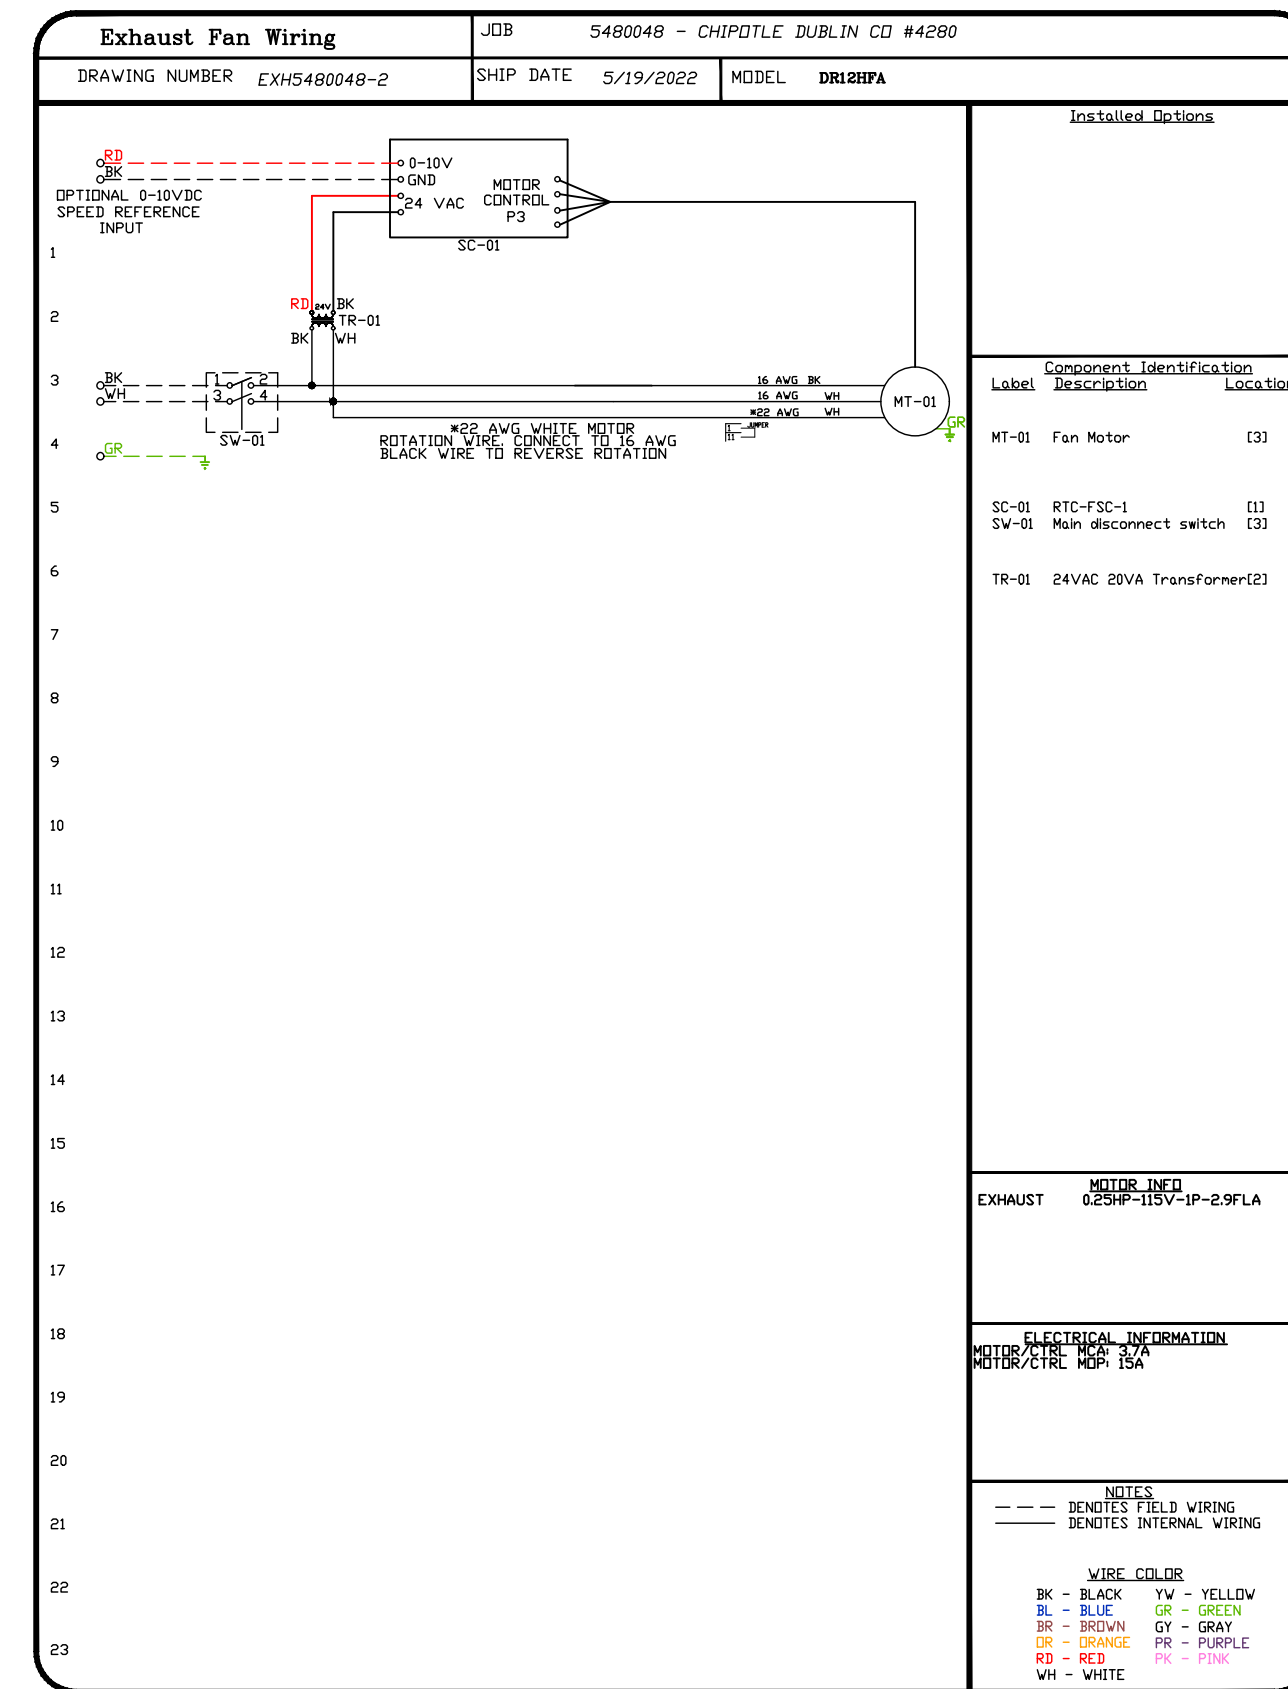 Exhaust Fan Wiring
JOB 5480048 - CHIPOTLE DUBLIN CO #4280
DRAWING NUMBER EXH5480048-2
SHIP DATE 5/19/2022
MODEL DR12HFA
RD
BK
OPTIONAL 0-10VDC
SPEED REFERENCE
INPUT
0-10V
GND
24 VAC
MOTOR
CONTROL
P3
SC-01
RD 24V BK
TR-01
BK WH
BK
WH
1 2
3 4
SW-01
GR
16 AWG BK
16 AWG WH
*22 AWG WH
1 JUMPER
11
MT-01
GR
*22 AWG WHITE MOTOR
ROTATION WIRE. CONNECT TO 16 AWG
BLACK WIRE TO REVERSE ROTATION
1
2
3
4
5
6
7
8
9
10
11
12
13
14
15
16
17
18
19
20
21
22
23
Installed Options
Component Identification
Label Description Location
MT-01 Fan Motor [3]
SC-01 RTC-FSC-1 [1]
SW-01 Main disconnect switch [3]
TR-01 24VAC 20VA Transformer[2]
MOTOR INFO
EXHAUST 0.25HP-115V-1P-2.9FLA
ELECTRICAL INFORMATION
MOTOR/CTRL MCA: 3.7A
MOTOR/CTRL MOP: 15A
NOTES
DENOTES FIELD WIRING
DENOTES INTERNAL WIRING
WIRE COLOR
BK - BLACK YW - YELLOW
BL - BLUE GR - GREEN
BR - BROWN GY - GRAY
OR - ORANGE PR - PURPLE
RD - RED PK - PINK
WH - WHITE